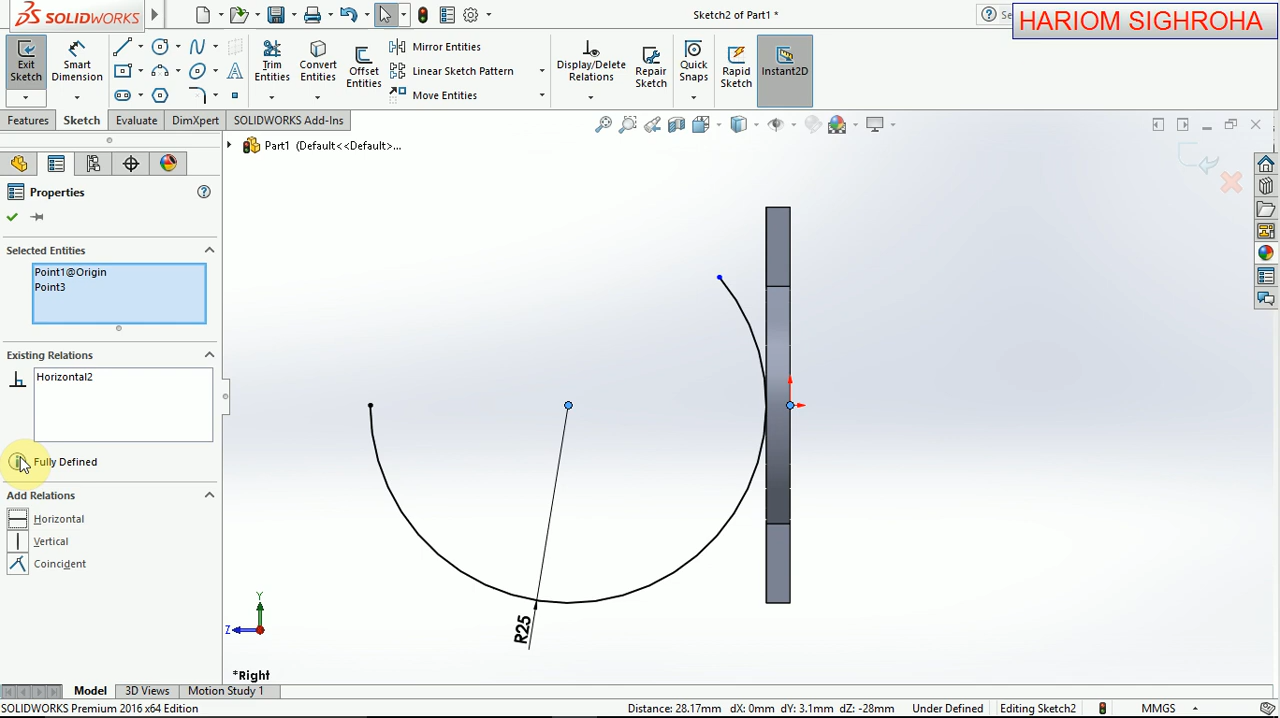 SOLIDWORKS
Sketch2 of Part1 *
HARIOM SIGHROHA
Exit Sketch
Smart Dimension
Trim Entities
Convert Entities
Offset Entities
Mirror Entities
Linear Sketch Pattern
Move Entities
Display/Delete Relations
Repair Sketch
Quick Snaps
Rapid Sketch
Instant2D
Features
Sketch
Evaluate
DimXpert
SOLIDWORKS Add-Ins
Part1 (Default<<Default>...
Properties
Selected Entities
Point1@Origin
Point3
Existing Relations
Horizontal2
Fully Defined
Add Relations
Horizontal
Vertical
Coincident
R25
Y
Z
*Right
Model
3D Views
Motion Study 1
SOLIDWORKS Premium 2016 x64 Edition
Distance: 28.17mm dX: 0mm dY: 3.1mm dZ: -28mm
Under Defined
Editing Sketch2
MMGS